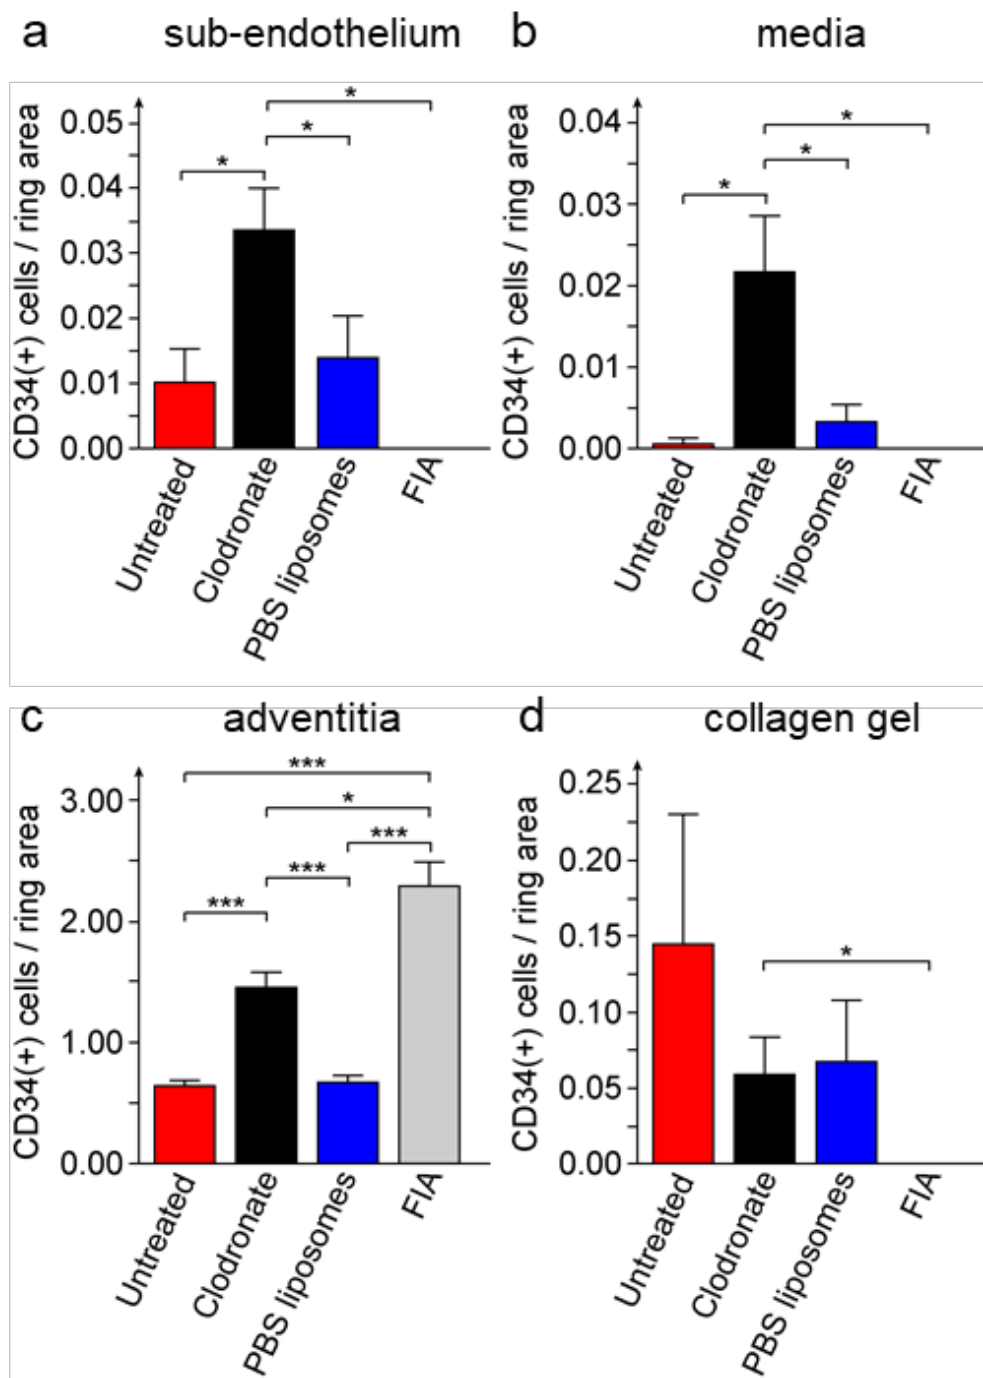 a sub-endothelium
CD34(+) cells / ring area
0.05
0.04
0.03
0.02
0.01
0.00
*
*
*
Untreated
Clodronate
PBS liposomes
FIA
b media
CD34(+) cells / ring area
0.04
0.03
0.02
0.01
0.00
*
*
*
Untreated
Clodronate
PBS liposomes
FIA
c adventitia
CD34(+) cells / ring area
3.00
2.00
1.00
0.00
***
*
***
***
***
Untreated
Clodronate
PBS liposomes
FIA
d collagen gel
CD34(+) cells / ring area
0.25
0.20
0.15
0.10
0.05
0.00
*
Untreated
Clodronate
PBS liposomes
FIA